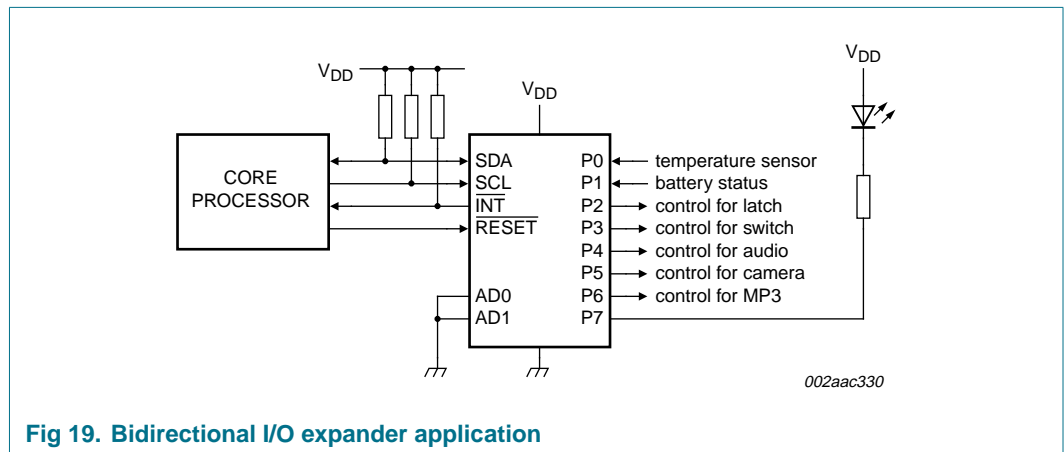 VDD
VDD
VDD
CORE
PROCESSOR
SDA
SCL
INT
RESET
AD0
AD1
P0
P1
P2
P3
P4
P5
P6
P7
temperature sensor
battery status
control for latch
control for switch
control for audio
control for camera
control for MP3
002aac330
Fig 19. Bidirectional I/O expander application